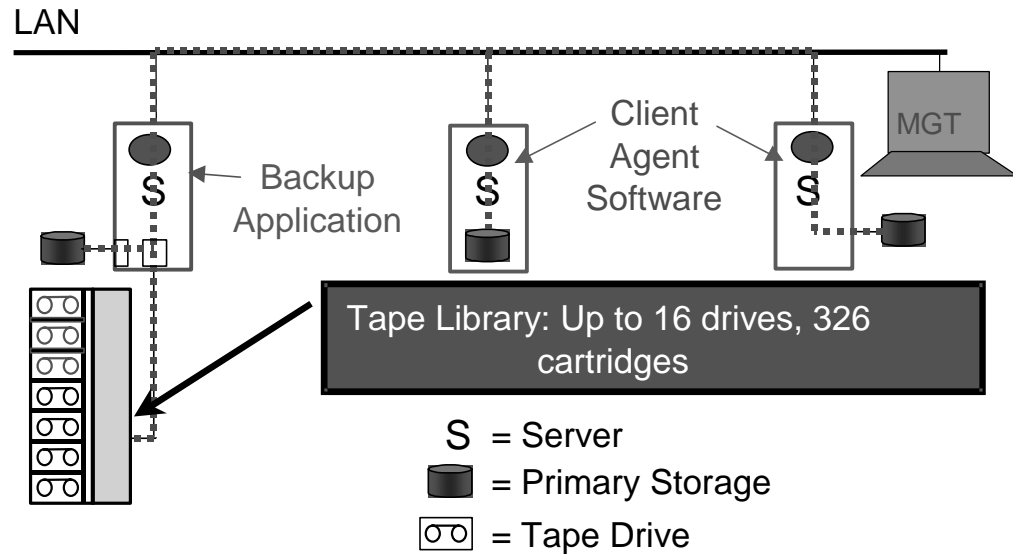 LAN
MGT
Client
Agent
Software
Backup
Application
S
S
S
Tape Library: Up to 16 drives, 326
cartridges
S = Server
= Primary Storage
= Tape Drive